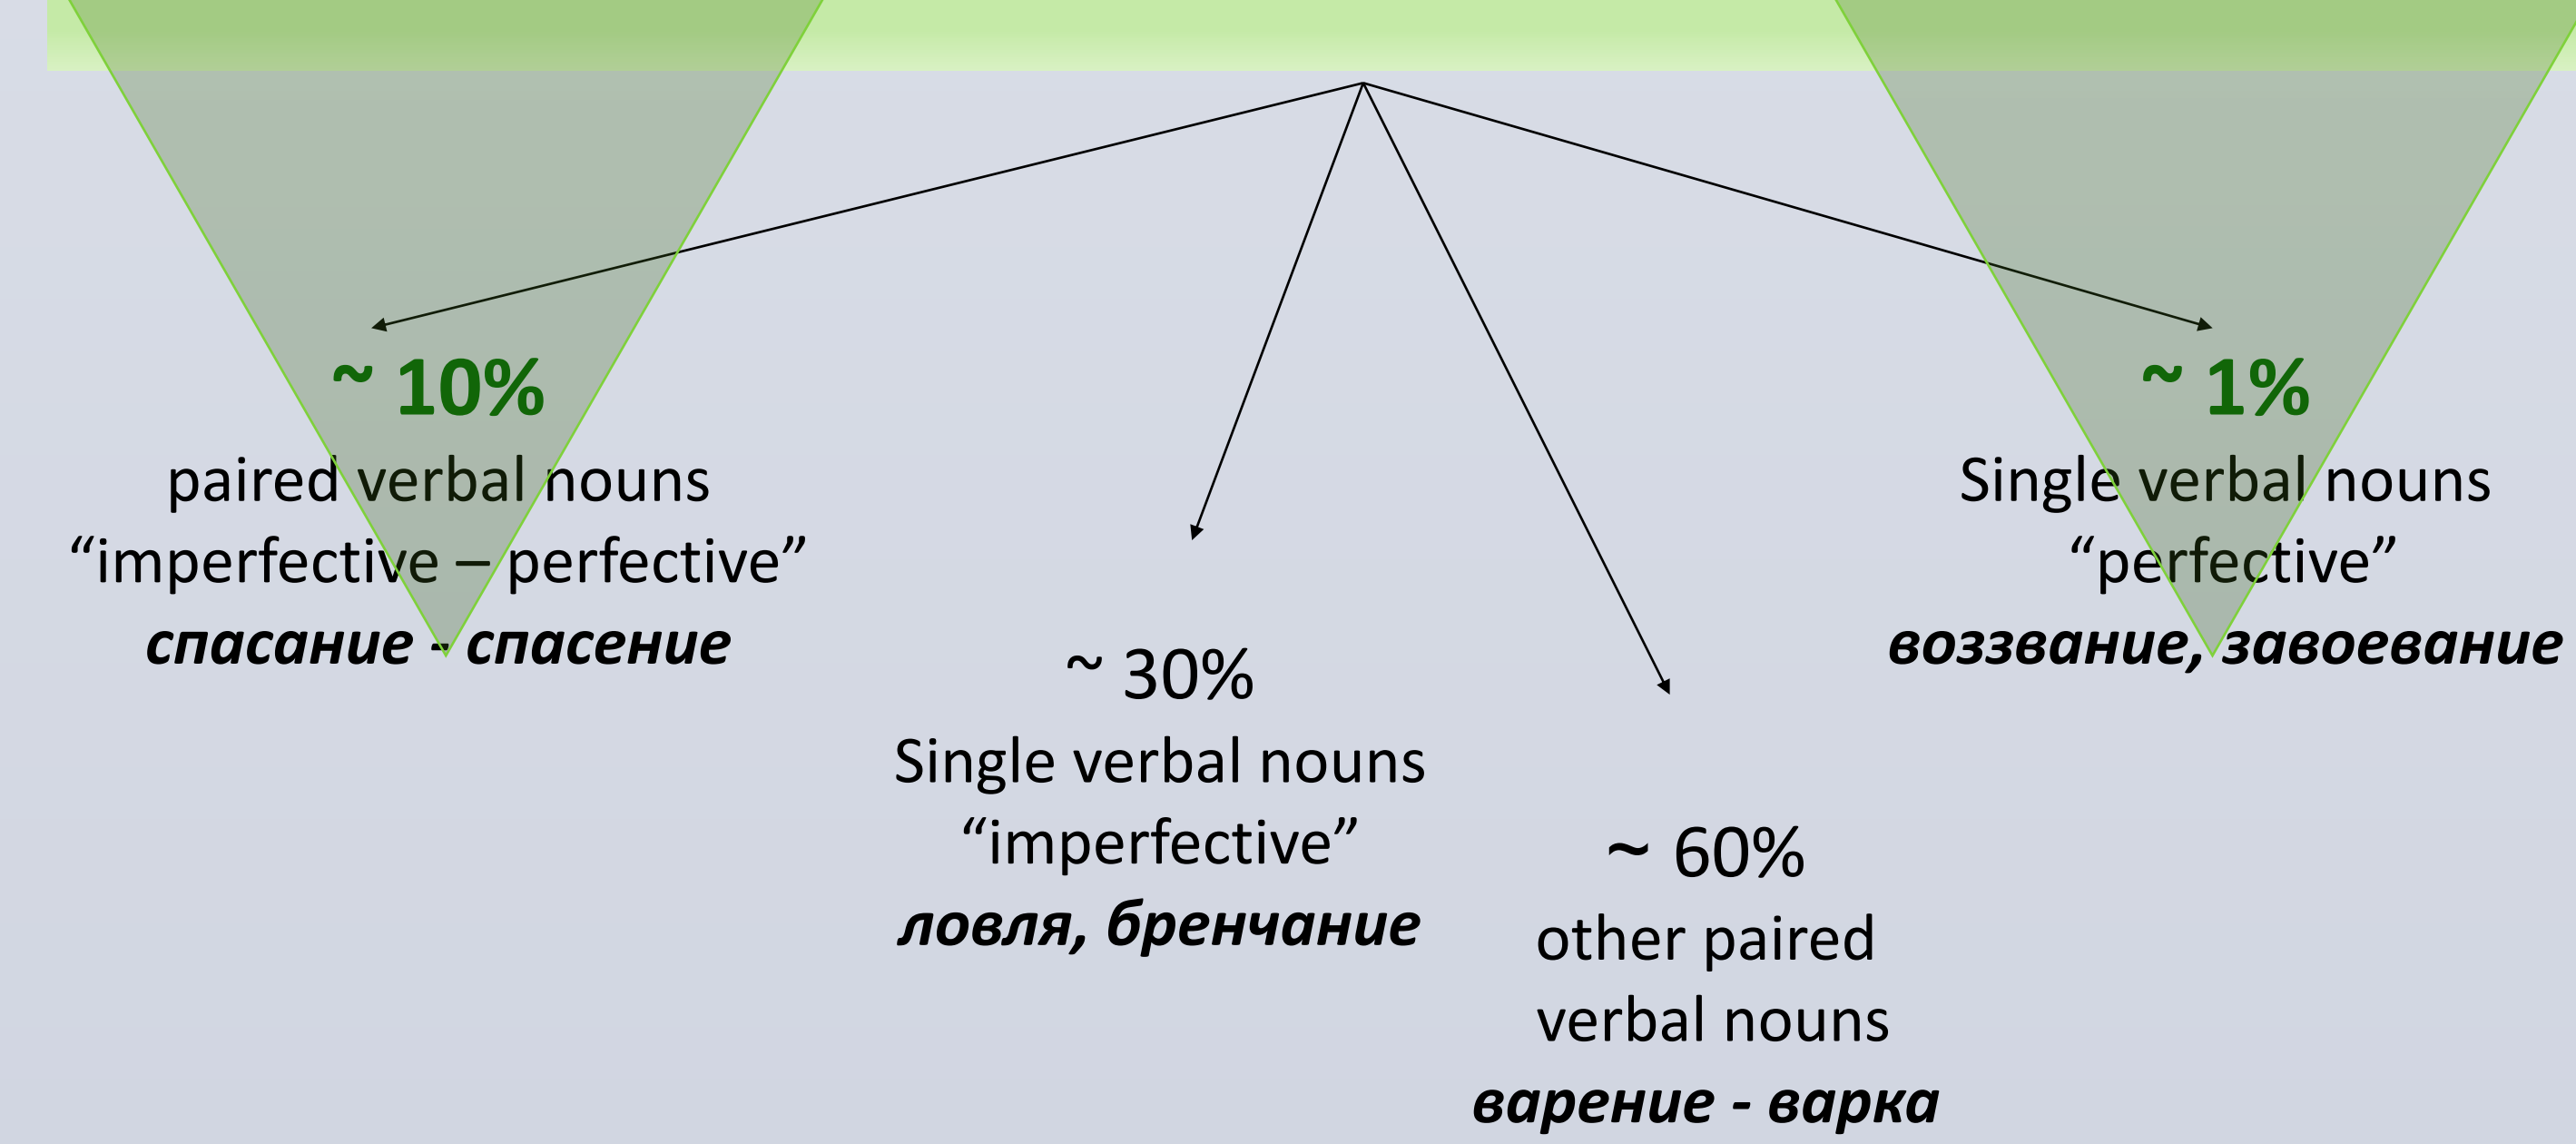 ~ 10%
paired verbal nouns
“imperfective – perfective”
спасание - спасение
~ 30%
Single verbal nouns
“imperfective”
ловля, бренчание
~ 60%
other paired
verbal nouns
варение - варка
~ 1%
Single verbal nouns
“perfective”
воззвание, завоевание